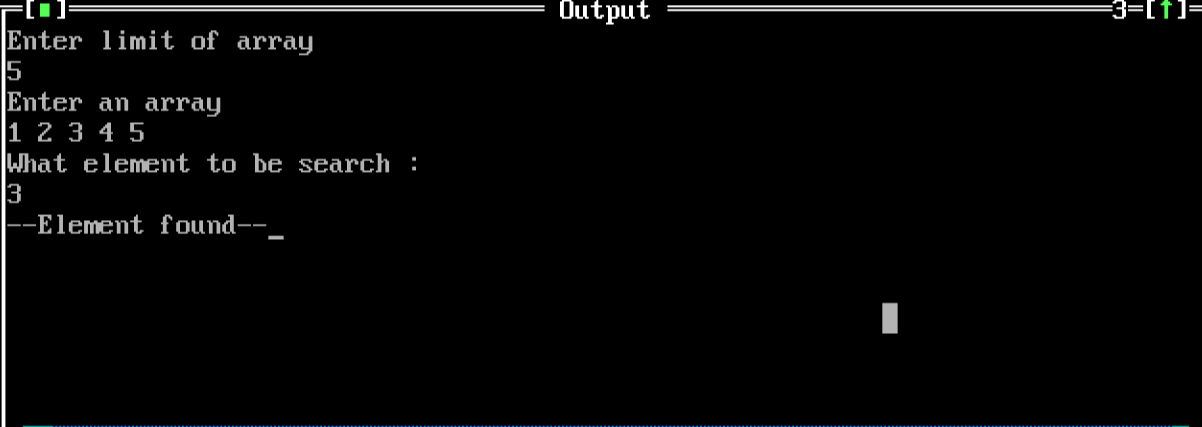 [■] Output 3=[↑]
Enter limit of array
5
Enter an array
1 2 3 4 5
What element to be search :
3
--Element found--_